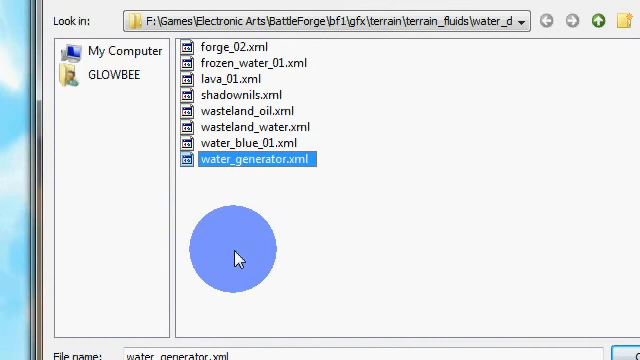 Look in: F:\Games\Electronic Arts\BattleForge\bf1\gfx\terrain\terrain_fluids\water_d
My Computer
GLOWBEE
forge_02.xml
frozen_water_01.xml
lava_01.xml
shadownils.xml
wasteland_oil.xml
wasteland_water.xml
water_blue_01.xml
water_generator.xml
File name: water_generator.xml